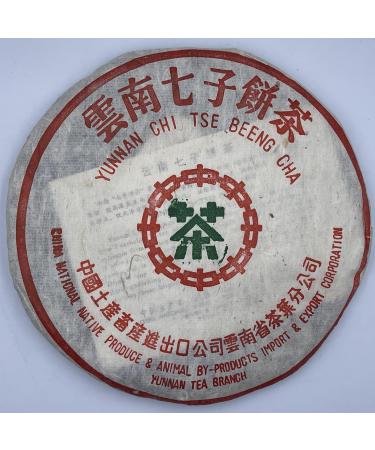 雲南七子餅茶
YUNNAN CHI TSE BEENG CHA
茶
中國土產畜產進出口公司雲南省茶葉分公司
CHINA NATIONAL NATIVE PRODUCE & ANIMAL BY-PRODUCTS IMPORT & EXPORT CORPORATION
YUNNAN TEA BRANCH